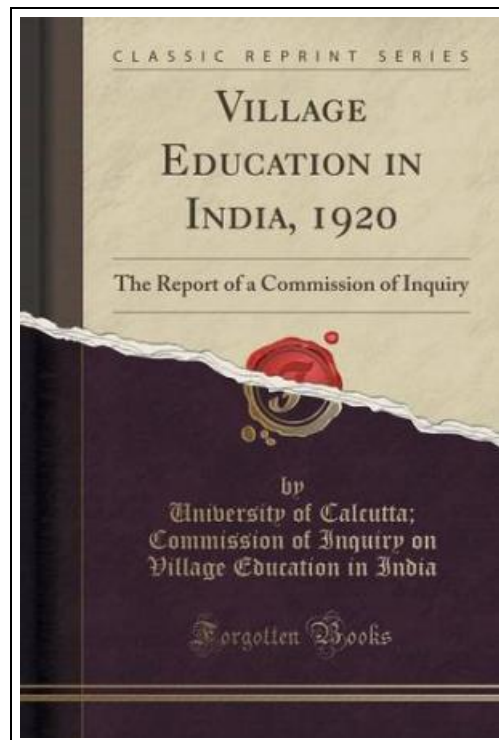 CLASSIC REPRINT SERIES
VILLAGE
EDUCATION IN
INDIA, 1920
The Report of a Commission of Inquiry
by
University of Calcutta;
Commission of Inquiry on
Village Education in India
Forgotten Books